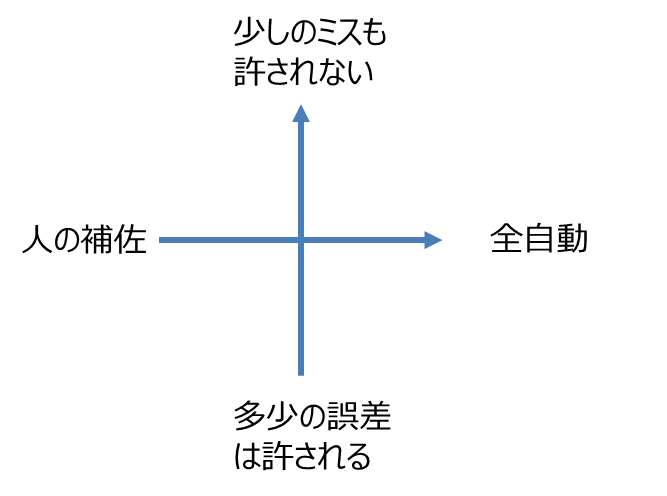 少しのミスも
許されない
人の補佐
全自動
多少の誤差
は許される